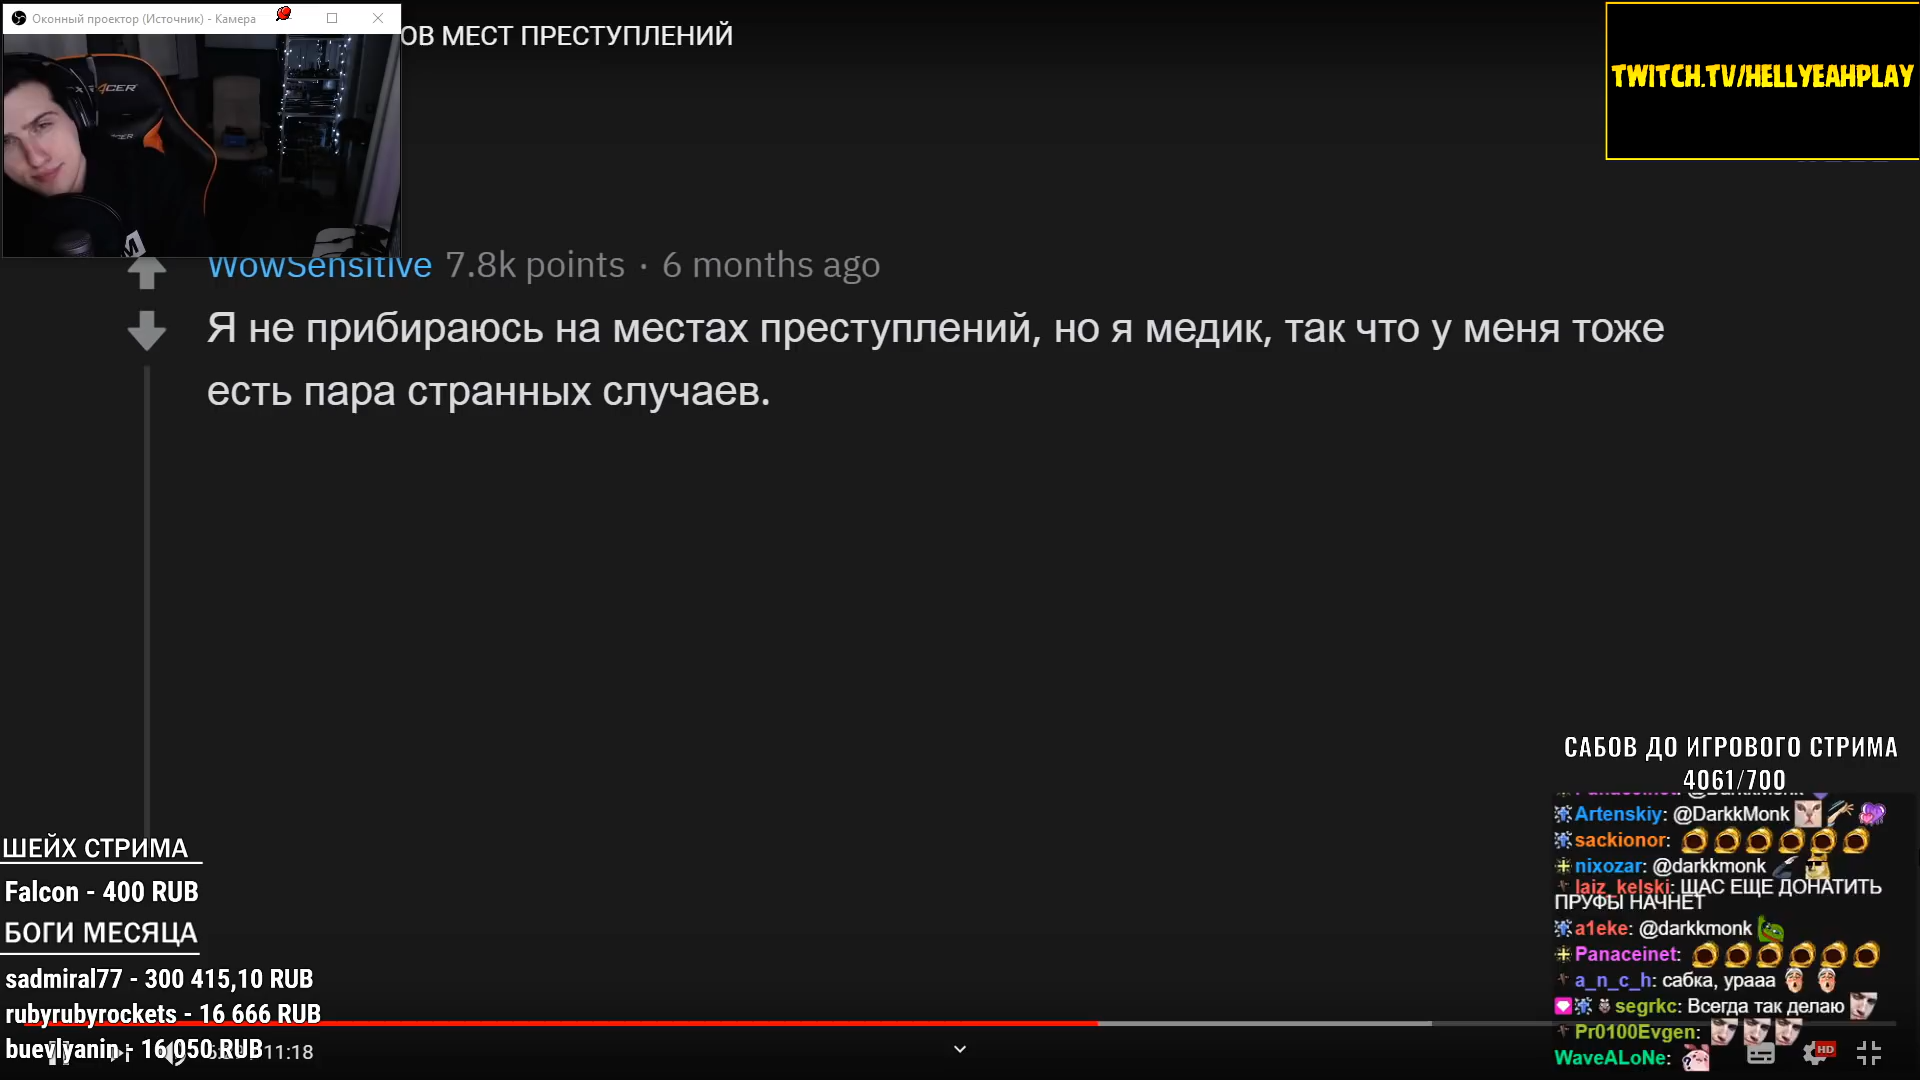 Оконный проектор (Источник) - Камера
ОВ МЕСТ ПРЕСТУПЛЕНИЙ
TWITCH.TV/HELLYEAHPLAY
WowSensitive 7.8k points · 6 months ago
Я не прибираюсь на местах преступлений, но я медик, так что у меня тоже
есть пара странных случаев.
САБОВ ДО ИГРОВОГО СТРИМА
4061/700
Artenskiy: @DarkkMonk
sackionor:
nixozar: @darkkmonk
laiz_kelski: ЩАС ЕЩЕ ДОНАТИТЬ
ПРУФЫ НАЧНЕТ
a1eke: @darkkmonk
Panaceinet:
a_n_c_h: сабка, урааа
segrkc: Всегда так делаю
Pr0100Evgen:
WaveALoNe:
HD
ШЕЙХ СТРИМА
Falcon - 400 RUB
БОГИ МЕСЯЦА
sadmiral77 - 300 415,10 RUB
rubyrubyrockets - 16 666 RUB
buevlyanin - 16 050 RUB
11:18